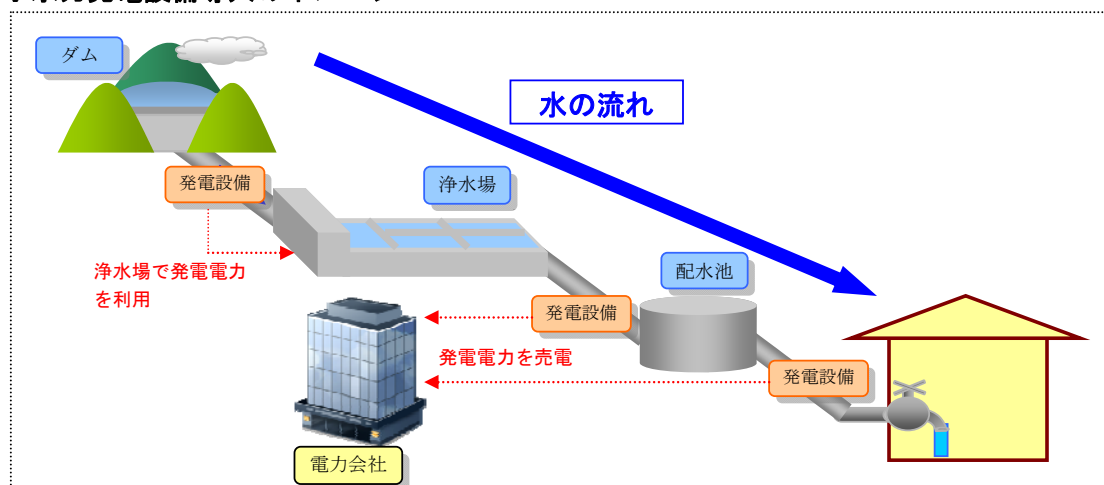 ダム
水の流れ
発電設備
浄水場
浄水場で発電電力
を利用
配水池
発電設備
発電電力を売電
発電設備
電力会社